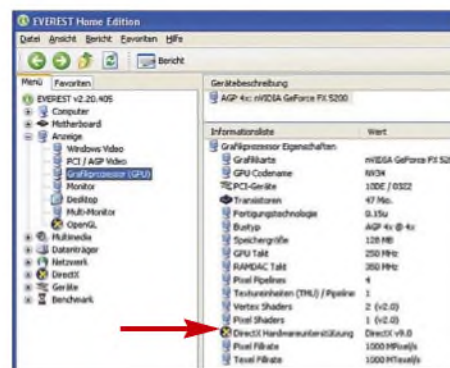 EVEREST Home Edition
Datei Ansicht Bericht Favoriten Hilfe
Bericht
Menü Favoriten
EVEREST v2.20.405
Computer
Motherboard
Anzeige
Windows Video
PCI / AGP Video
Grafikprozessor (GPU)
Monitor
Desktop
Multi-Monitor
OpenGL
Multimedia
Datenträger
Netzwerk
DirectX
Geräte
Benchmark
Gerätebeschreibung
AGP 4x: nVIDIA GeForce FX 5200
Informationsliste Wert
Grafikprozessor Eigenschaften
Grafikkarte nVIDIA GeForce FX 52
GPU Codename NV34
PCI-Geräte 10DE / 0322
Transistoren 47 Mio.
Fertigungstechnologie 0.15u
Bustyp AGP 4x @ 4x
Speichergröße 128 MB
GPU Takt 250 MHz
RAMDAC Takt 350 MHz
Pixel Pipelines 4
Textureinheiten (TMU) / Pipeline 1
Vertex Shaders 2 (v2.0)
Pixel Shaders 1 (v2.0)
DirectX Hardwareunterstützung DirectX v9.0
Pixel Fillrate 1000 MPixel/s
Texel Fillrate 1000 MTexel/s